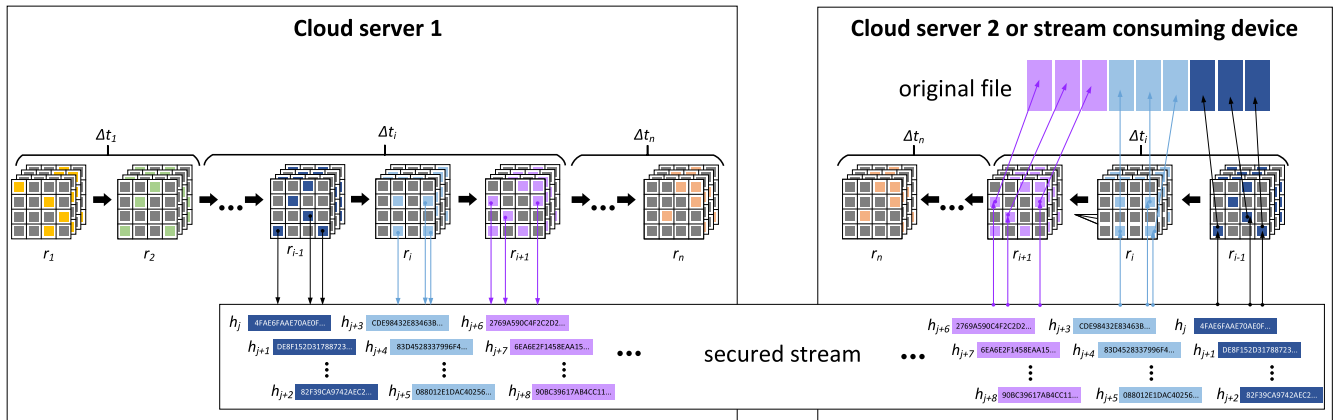 Cloud server 1
Cloud server 2 or stream consuming device
original file
Δt1
Δti
Δtn
Δtn
Δti
...
...
...
r1
r2
ri-1
ri
ri+1
rn
rn
ri+1
ri
ri-1
hj 4FAE6FAAE70AE0F... hj+3 CDE98432E83463B... hj+6 2769A590C4F2C2D2...
hj+1 DE8F152D31788723... hj+4 83D4528337996F4... hj+7 6EA6E2F1458EAA15...
hj+2 82F39CA9742AEC2... hj+5 088012E1DAC40256... hj+8 90BC39617AB4CC11...
... secured stream ...
hj+6 2769A590C4F2C2D2... hj+3 CDE98432E83463B... hj 4FAE6FAAE70AE0F...
hj+7 6EA6E2F1458EAA15... hj+4 83D4528337996F4... hj+1 DE8F152D31788723...
hj+8 90BC39617AB4CC11... hj+5 088012E1DAC40256... hj+2 82F39CA9742AEC2...